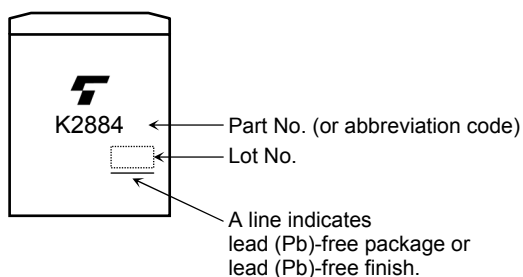 K2884
Part No. (or abbreviation code)
Lot No.
A line indicates
lead (Pb)-free package or
lead (Pb)-free finish.